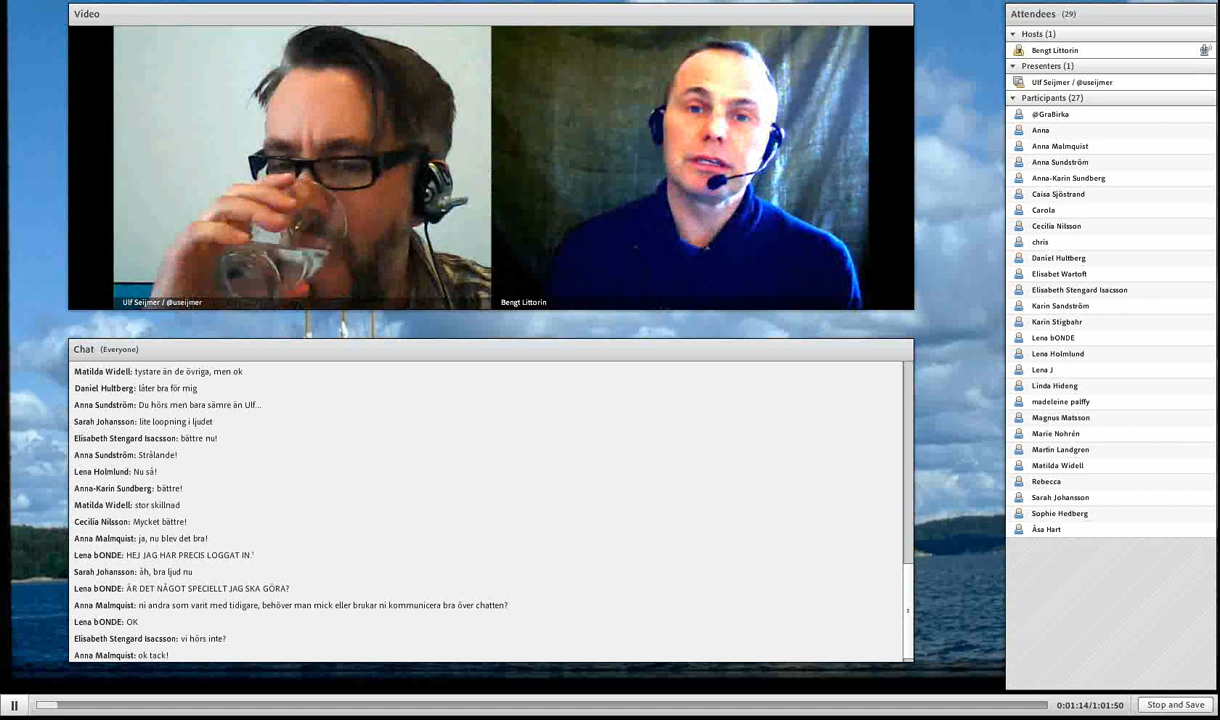 Video
Ulf Seijmer / @useijmer
Bengt Littorin
Chat (Everyone)
Matilda Widell: tystare än de övriga, men ok
Daniel Hultberg: låter bra för mig
Anna Sundström: Du hörs men bara sämre än Ulf...
Sarah Johansson: lite loopning i ljudet
Elisabeth Stengard Isacsson: bättre nu!
Anna Sundström: Strålande!
Lena Holmlund: Nu så!
Anna-Karin Sundberg: bättre!
Matilda Widell: stor skillnad
Cecilia Nilsson: Mycket bättre!
Anna Malmquist: ja, nu blev det bra!
Lena bONDE: HEJ JAG HAR PRECIS LOGGAT IN.'
Sarah Johansson: åh, bra ljud nu
Lena bONDE: ÄR DET NÅGOT SPECIELLT JAG SKA GÖRA?
Anna Malmquist: ni andra som varit med tidigare, behöver man mick eller brukar ni kommunicera bra över chatten?
Lena bONDE: OK
Elisabeth Stengard Isacsson: vi hörs inte?
Anna Malmquist: ok tack!
Attendees (29)
Hosts (1)
Bengt Littorin
Presenters (1)
Ulf Seijmer / @useijmer
Participants (27)
@GraBirka
Anna
Anna Malmquist
Anna Sundström
Anna-Karin Sundberg
Caisa Sjöstrand
Carola
Cecilia Nilsson
chris
Daniel Hultberg
Elisabet Wartoft
Elisabeth Stengard Isacsson
Karin Sandström
Karin Stigbahr
Lena bONDE
Lena Holmlund
Lena J
Linda Hideng
madeleine palffy
Magnus Matsson
Marie Nohrén
Martin Landgren
Matilda Widell
Rebecca
Sarah Johansson
Sophie Hedberg
Åsa Hart
0:01:14/1:01:50
Stop and Save